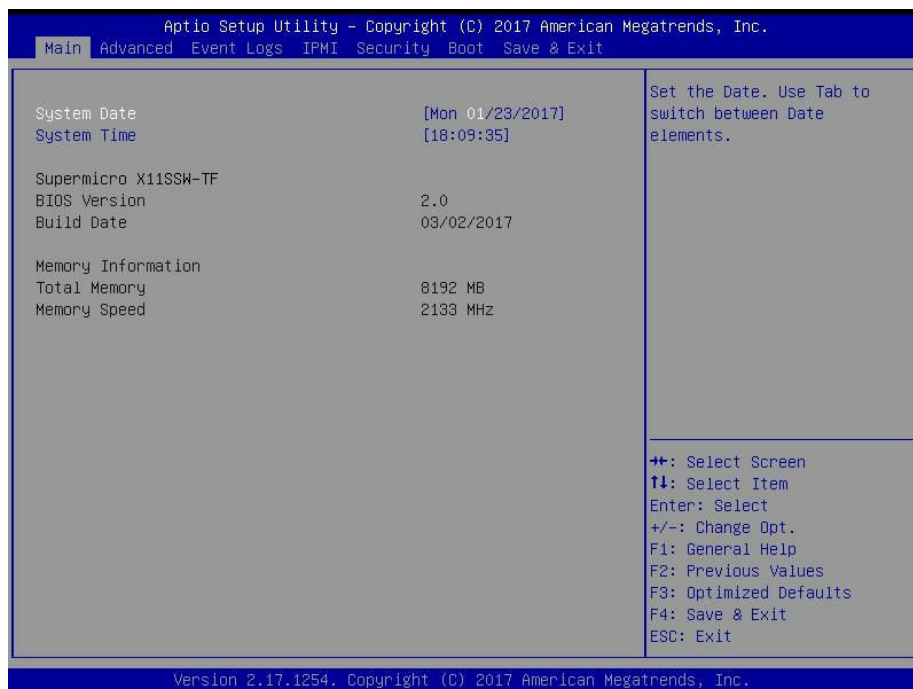 Aptio Setup Utility – Copyright (C) 2017 American Megatrends, Inc.
Main Advanced Event Logs IPMI Security Boot Save & Exit
System Date [Mon 01/23/2017]
System Time [18:09:35]
Supermicro X11SSW-TF
BIOS Version 2.0
Build Date 03/02/2017
Memory Information
Total Memory 8192 MB
Memory Speed 2133 MHz
Set the Date. Use Tab to
switch between Date
elements.
→←: Select Screen
↑↓: Select Item
Enter: Select
+/-: Change Opt.
F1: General Help
F2: Previous Values
F3: Optimized Defaults
F4: Save & Exit
ESC: Exit
Version 2.17.1254. Copyright (C) 2017 American Megatrends, Inc.